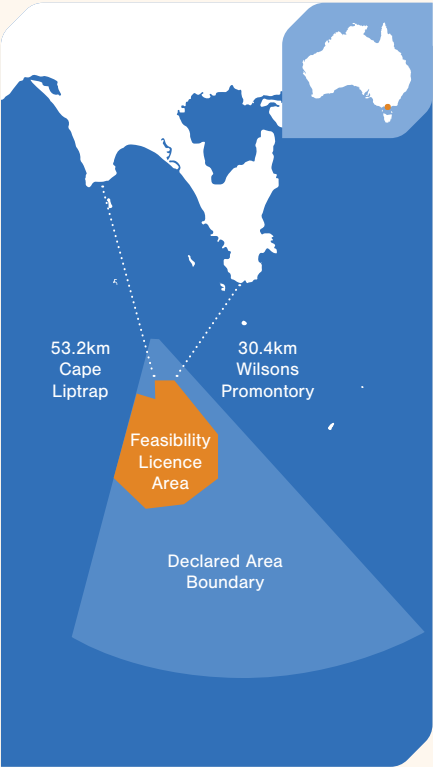 53.2km
Cape
Liptrap
30.4km
Wilsons
Promontory
Feasibility
Licence
Area
Declared Area
Boundary